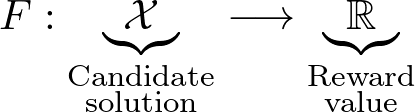 F : 𝒳 ⟶ ℝ
Candidate solution
Reward value